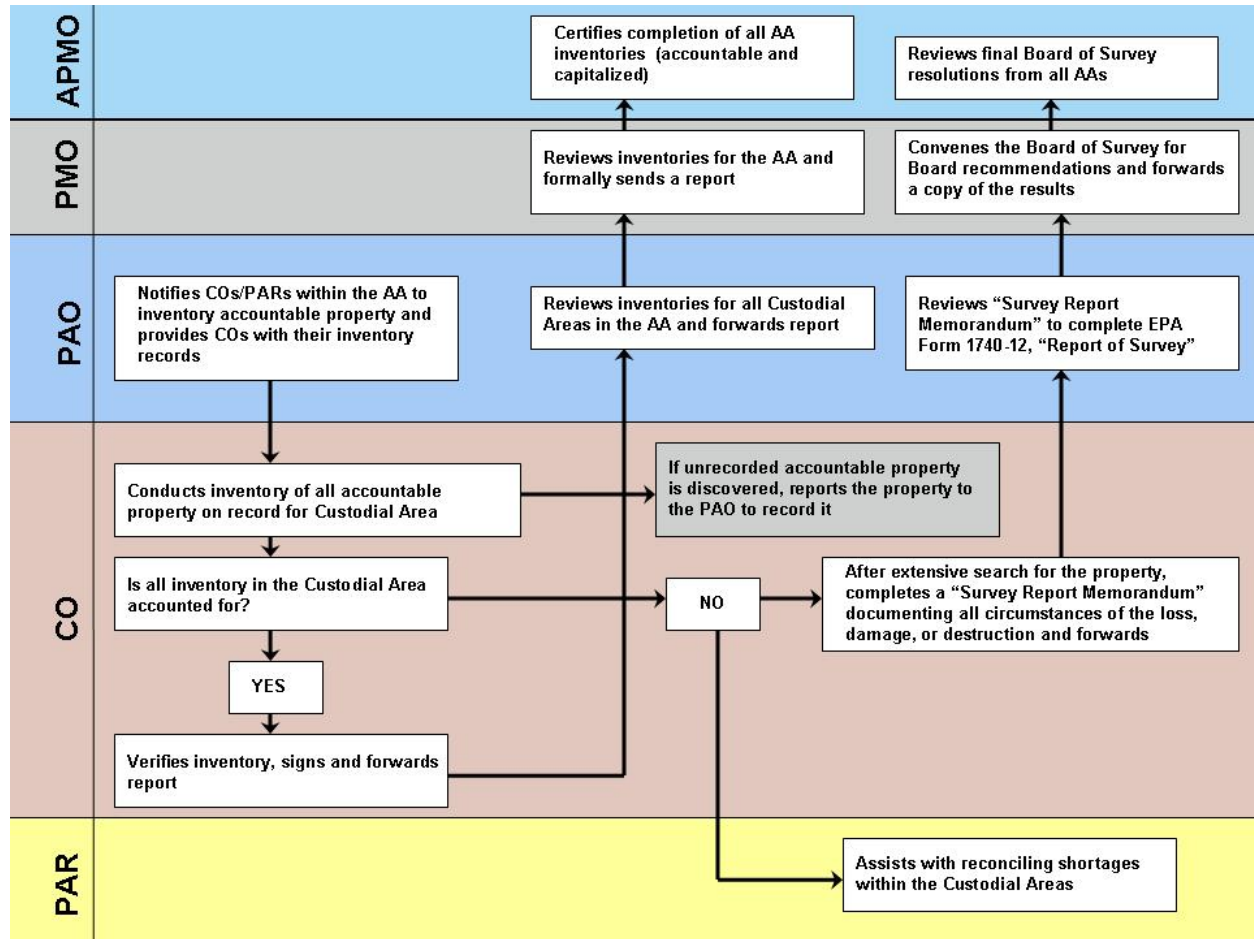 APMO
Certifies completion of all AA
inventories (accountable and
capitalized)
Reviews final Board of Survey
resolutions from all AAs
PMO
Reviews inventories for the AA and
formally sends a report
Convenes the Board of Survey for
Board recommendations and forwards
a copy of the results
PAO
Notifies COs/PARs within the AA to
inventory accountable property and
provides COs with their inventory
records
Reviews inventories for all Custodial
Areas in the AA and forwards report
Reviews “Survey Report
Memorandum” to complete EPA
Form 1740-12, “Report of Survey”
CO
Conducts inventory of all accountable
property on record for Custodial Area
If unrecorded accountable property
is discovered, reports the property to
the PAO to record it
Is all inventory in the Custodial Area
accounted for?
NO
After extensive search for the property,
completes a “Survey Report Memorandum”
documenting all circumstances of the loss,
damage, or destruction and forwards
YES
Verifies inventory, signs and forwards
report
PAR
Assists with reconciling shortages
within the Custodial Areas